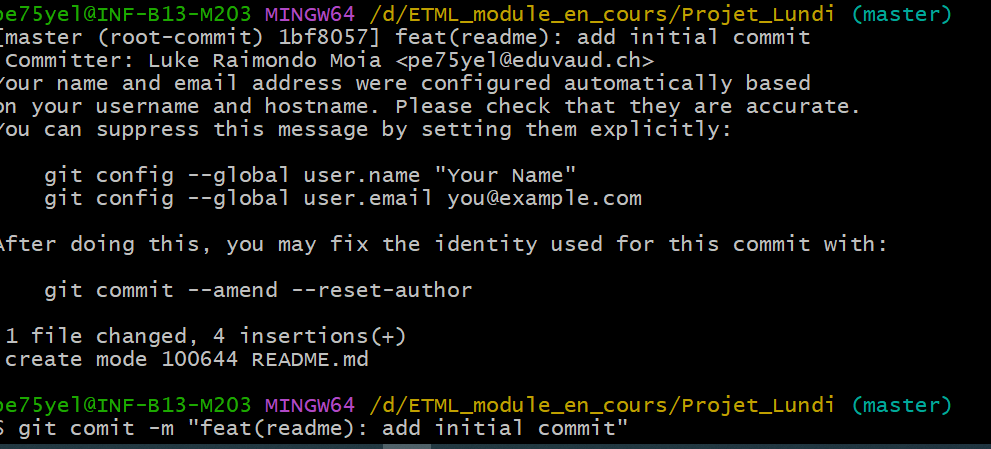 pe75yel@INF-B13-M203 MINGW64 /d/ETML_module_en_cours/Projet_Lundi (master)
[master (root-commit) 1bf8057] feat(readme): add initial commit
Committer: Luke Raimondo Moia <pe75yel@eduvaud.ch>
Your name and email address were configured automatically based
on your username and hostname. Please check that they are accurate.
You can suppress this message by setting them explicitly:
git config --global user.name "Your Name"
git config --global user.email you@example.com
After doing this, you may fix the identity used for this commit with:
git commit --amend --reset-author
1 file changed, 4 insertions(+)
create mode 100644 README.md
pe75yel@INF-B13-M203 MINGW64 /d/ETML_module_en_cours/Projet_Lundi (master)
$ git comit -m "feat(readme): add initial commit"